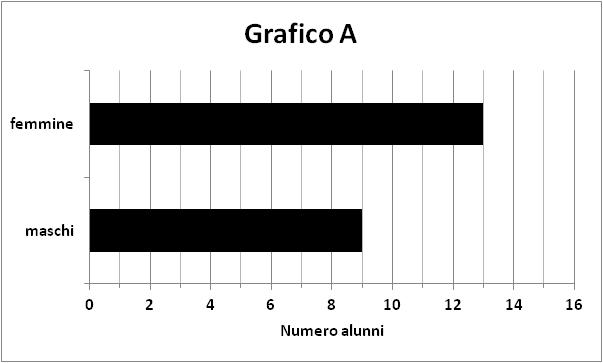 Grafico A
femmine
maschi
0 2 4 6 8 10 12 14 16
Numero alunni